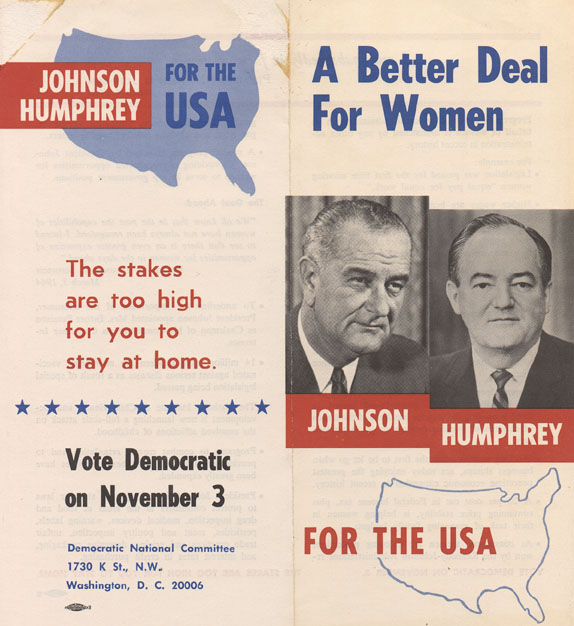 JOHNSON
HUMPHREY
FOR THE
USA
The stakes
are too high
for you to
stay at home.
Vote Democratic
on November 3
Democratic National Committee
1730 K St., N.W.
Washington, D. C. 20006
A Better Deal
For Women
JOHNSON
HUMPHREY
FOR THE USA